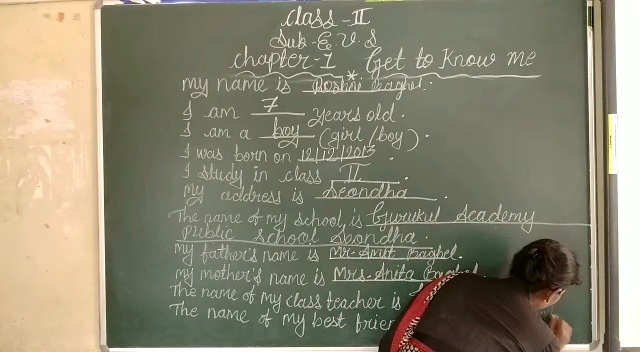 Class-II
Sub-E.V.S
chapter-1 Get to Know me
my name is Roshni Baghel.
I am 7 years old.
I am a boy (girl/boy).
I was born on 12/12/2013
I study in class II.
My address is Seondha.
The name of my school is Gurukul Academy
Public school Seondha.
my father's name is Mr. Amit Baghel.
my mother's name is Mrs. Anita Baghel.
The name of my class teacher is
The name of my best frien